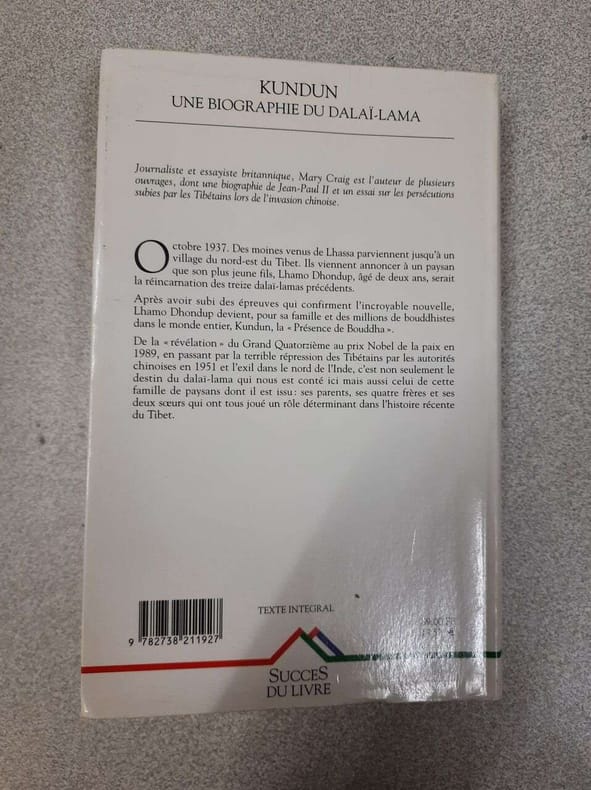 KUNDUN
UNE BIOGRAPHIE DU DALAÏ-LAMA
Journaliste et essayiste britannique, Mary Craig est l'auteur de plusieurs
ouvrages, dont une biographie de Jean-Paul II et un essai sur les persécutions
subies par les Tibétains lors de l'invasion chinoise.
Octobre 1937. Des moines venus de Lhassa parviennent jusqu'à un
village du nord-est du Tibet. Ils viennent annoncer à un paysan
que son plus jeune fils, Lhamo Dhondup, âgé de deux ans, serait
la réincarnation des treize dalaï-lamas précédents.
Après avoir subi des épreuves qui confirment l'incroyable nouvelle,
Lhamo Dhondup devient, pour sa famille et des millions de bouddhistes
dans le monde entier, Kundun, la « Présence de Bouddha ».
De la « révélation » du Grand Quatorzième au prix Nobel de la paix en
1989, en passant par la terrible répression des Tibétains par les autorités
chinoises en 1951 et l'exil dans le nord de l'Inde, c'est non seulement le
destin du dalaï-lama qui nous est conté ici mais aussi celui de cette
famille de paysans dont il est issu : ses parents, ses quatre frères et ses
deux sœurs qui ont tous joué un rôle déterminant dans l'histoire récente
du Tibet.
TEXTE INTEGRAL
9 782738 211927
SUCCES
DU LIVRE